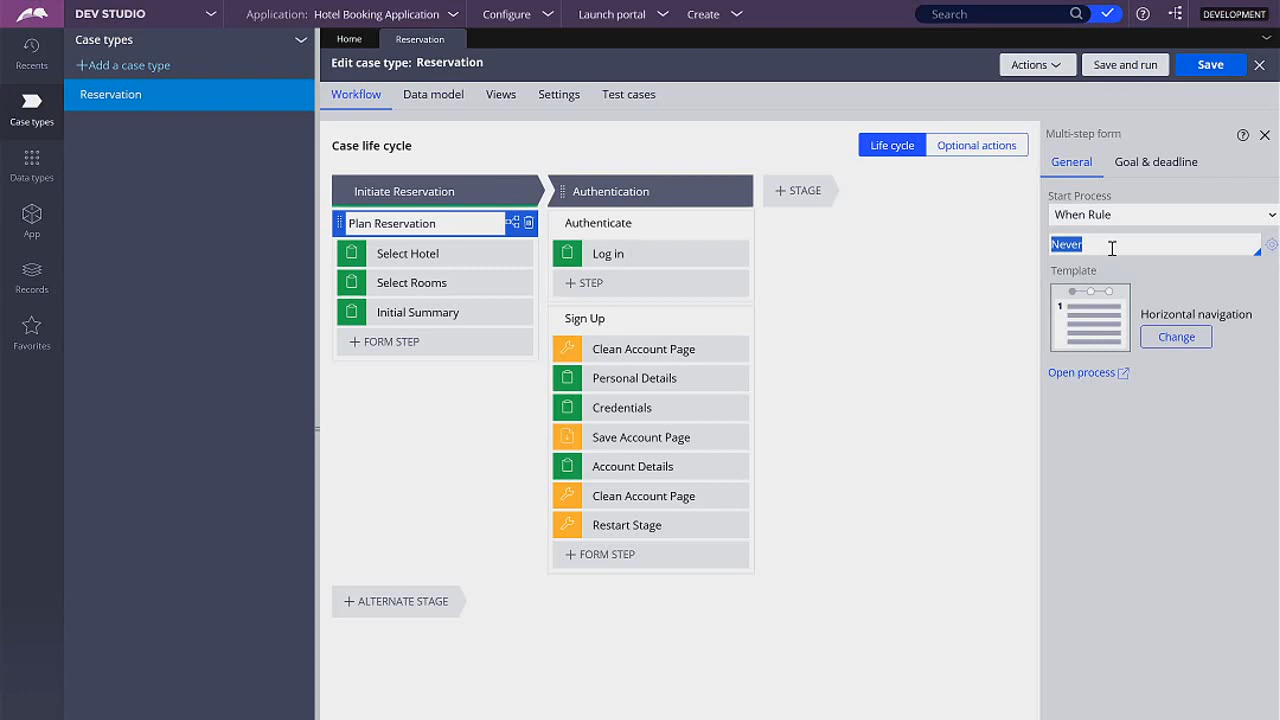 DEV STUDIO
Application: Hotel Booking Application
Configure
Launch portal
Create
Search
DEVELOPMENT
Recents
Case types
Data types
App
Records
Favorites
Case types
+Add a case type
Reservation
Home
Reservation
Edit case type: Reservation
Actions
Save and run
Save
Workflow
Data model
Views
Settings
Test cases
Case life cycle
Life cycle
Optional actions
Initiate Reservation
Plan Reservation
Select Hotel
Select Rooms
Initial Summary
+ FORM STEP
Authentication
Authenticate
Log in
+ STEP
Sign Up
Clean Account Page
Personal Details
Credentials
Save Account Page
Account Details
Clean Account Page
Restart Stage
+ FORM STEP
+ STAGE
+ ALTERNATE STAGE
Multi-step form
General
Goal & deadline
Start Process
When Rule
Never
Template
1
Horizontal navigation
Change
Open process